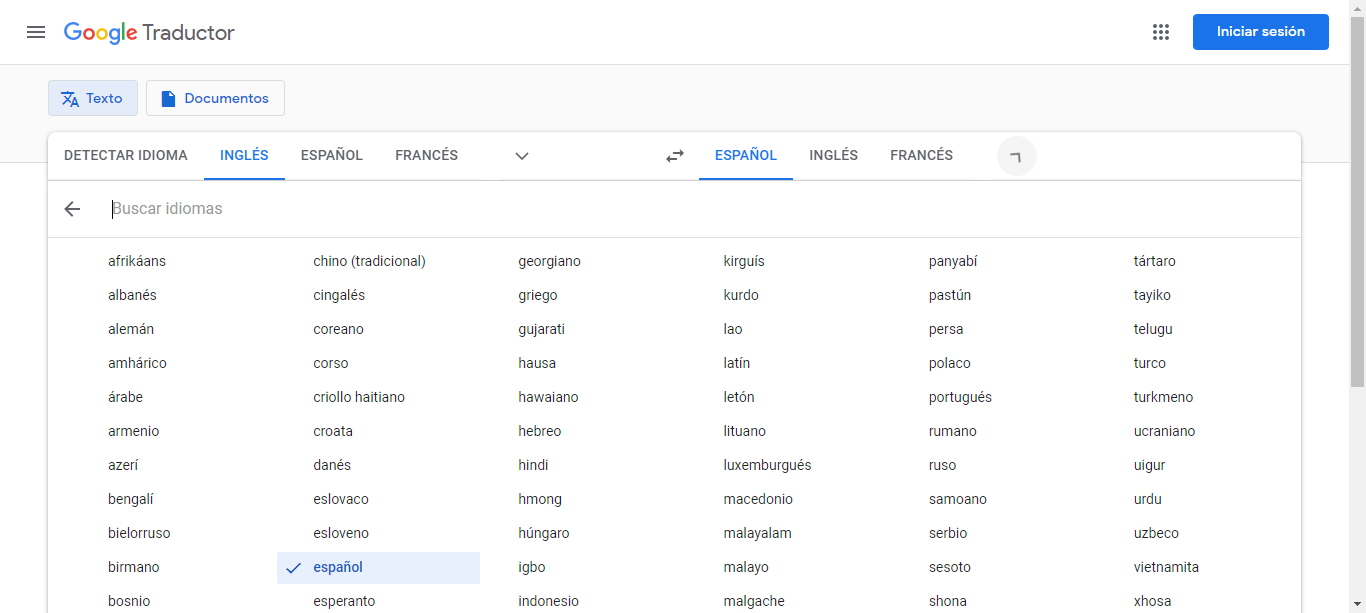 Google Traductor
Iniciar sesión
Texto
Documentos
DETECTAR IDIOMA INGLÉS ESPAÑOL FRANCÉS ESPAÑOL INGLÉS FRANCÉS
Buscar idiomas
afrikáans chino (tradicional) georgiano kirguís panyabí tártaro
albanés cingalés griego kurdo pastún tayiko
alemán coreano gujarati lao persa telugu
amhárico corso hausa latín polaco turco
árabe criollo haitiano hawaiano letón portugués turkmeno
armenio croata hebreo lituano rumano ucraniano
azerí danés hindi luxemburgués ruso uigur
bengalí eslovaco hmong macedonio samoano urdu
bielorruso esloveno húngaro malayalam serbio uzbeco
birmano español igbo malayo sesoto vietnamita
bosnio esperanto indonesio malgache shona xhosa